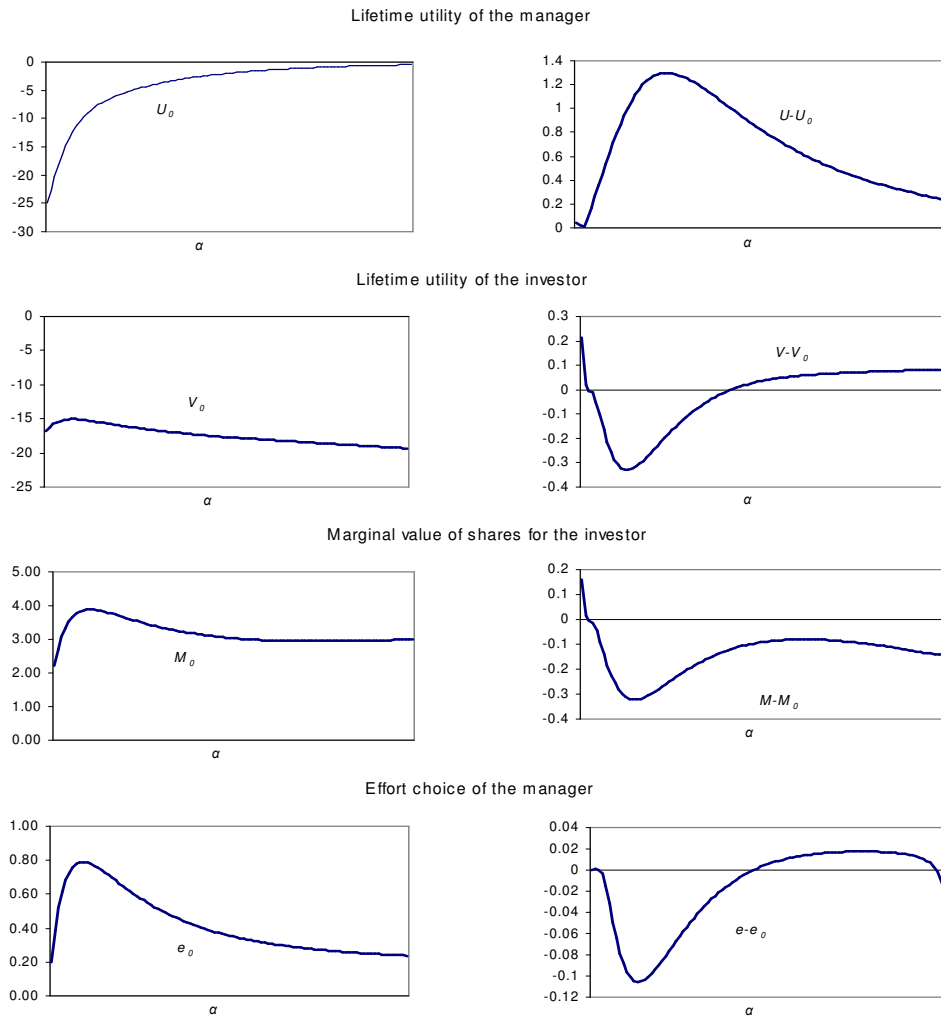 Lifetime utility of the manager
0
-5
-10
-15
-20
-25
-30
U₀
α
1.4
1.2
1
0.8
0.6
0.4
0.2
0
U-U₀
α
Lifetime utility of the investor
0
-5
-10
-15
-20
-25
V₀
α
0.3
0.2
0.1
0
-0.1
-0.2
-0.3
-0.4
V-V₀
α
Marginal value of shares for the investor
5.00
4.00
3.00
2.00
1.00
0.00
M₀
α
0.2
0.1
0
-0.1
-0.2
-0.3
-0.4
M-M₀
α
Effort choice of the manager
1.00
0.80
0.60
0.40
0.20
0.00
e₀
α
0.04
0.02
0
-0.02
-0.04
-0.06
-0.08
-0.1
-0.12
e-e₀
α